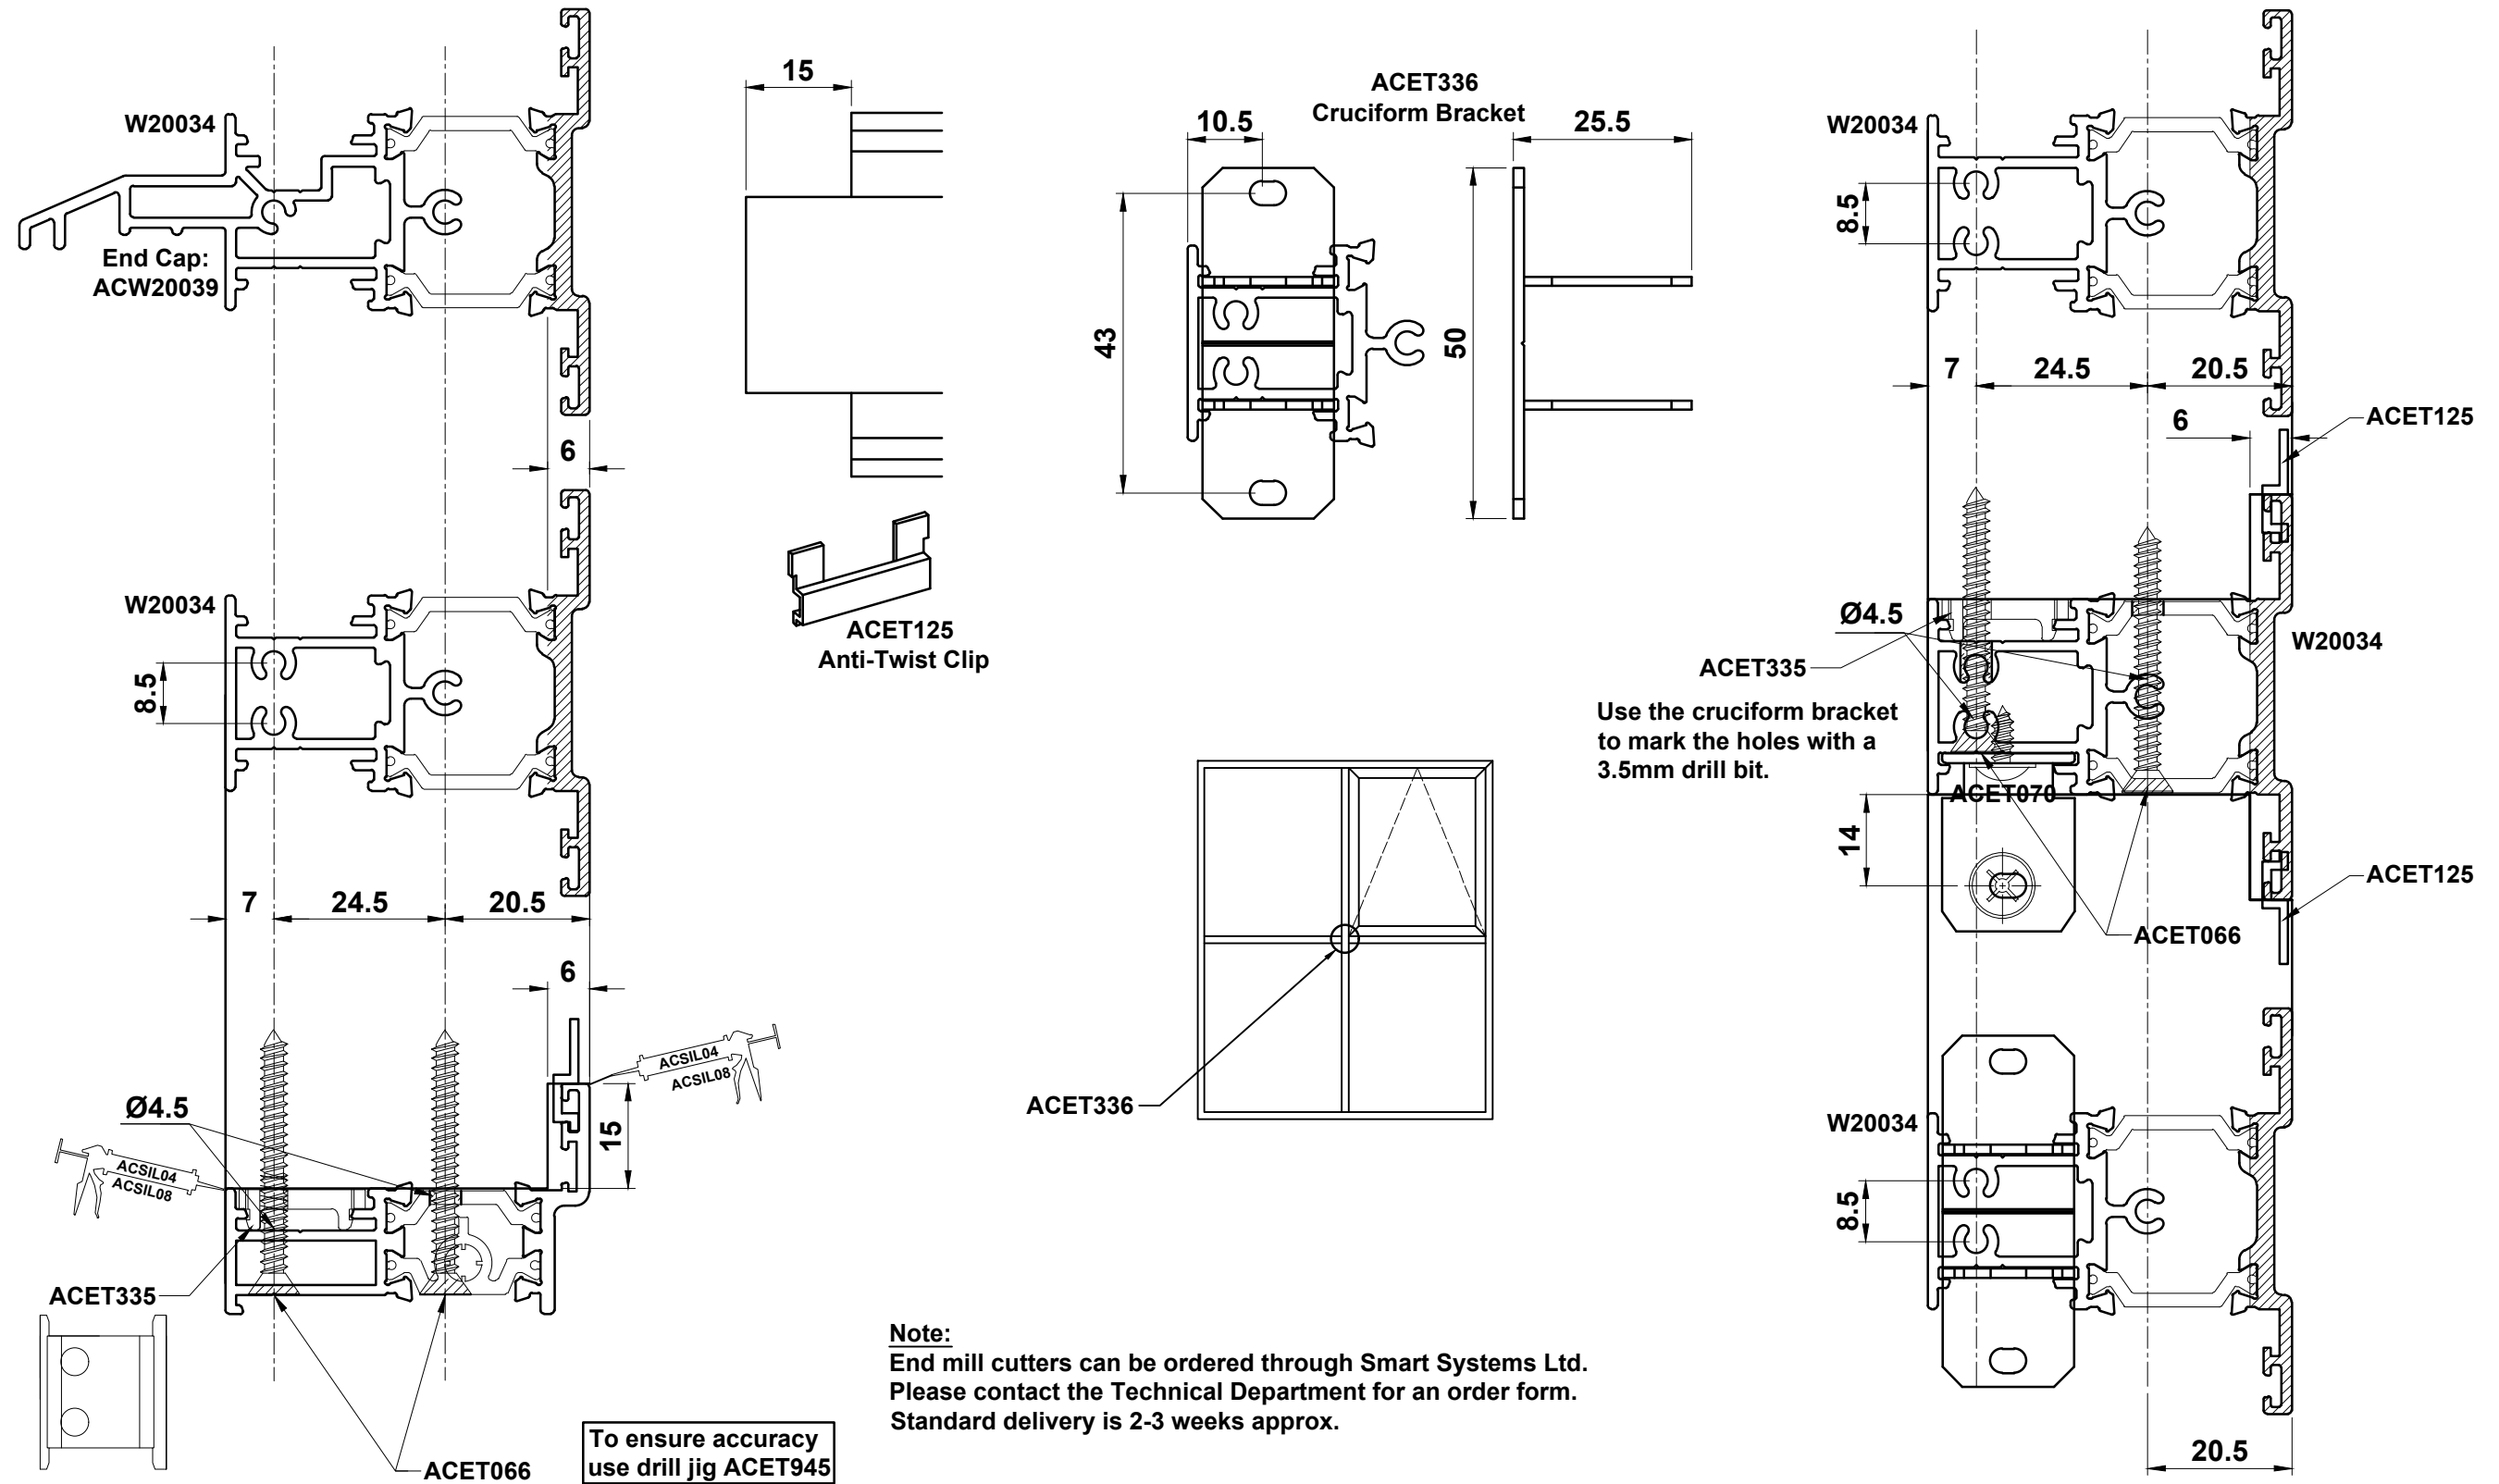 W20034
End Cap:
ACW20039
6
W20034
8.5
7
24.5
20.5
6
ACSIL04
ACSIL08
15
Ø4.5
ACSIL04
ACSIL08
ACET335
ACET066
To ensure accuracy
use drill jig ACET945
15
ACET125
Anti-Twist Clip
ACET336
Cruciform Bracket
10.5
25.5
43
50
ACET336
Note:
End mill cutters can be ordered through Smart Systems Ltd.
Please contact the Technical Department for an order form.
Standard delivery is 2-3 weeks approx.
W20034
8.5
7
24.5
20.5
6
ACET125
Ø4.5
W20034
ACET335
Use the cruciform bracket
to mark the holes with a
3.5mm drill bit.
ACET070
14
ACET125
ACET066
W20034
8.5
20.5